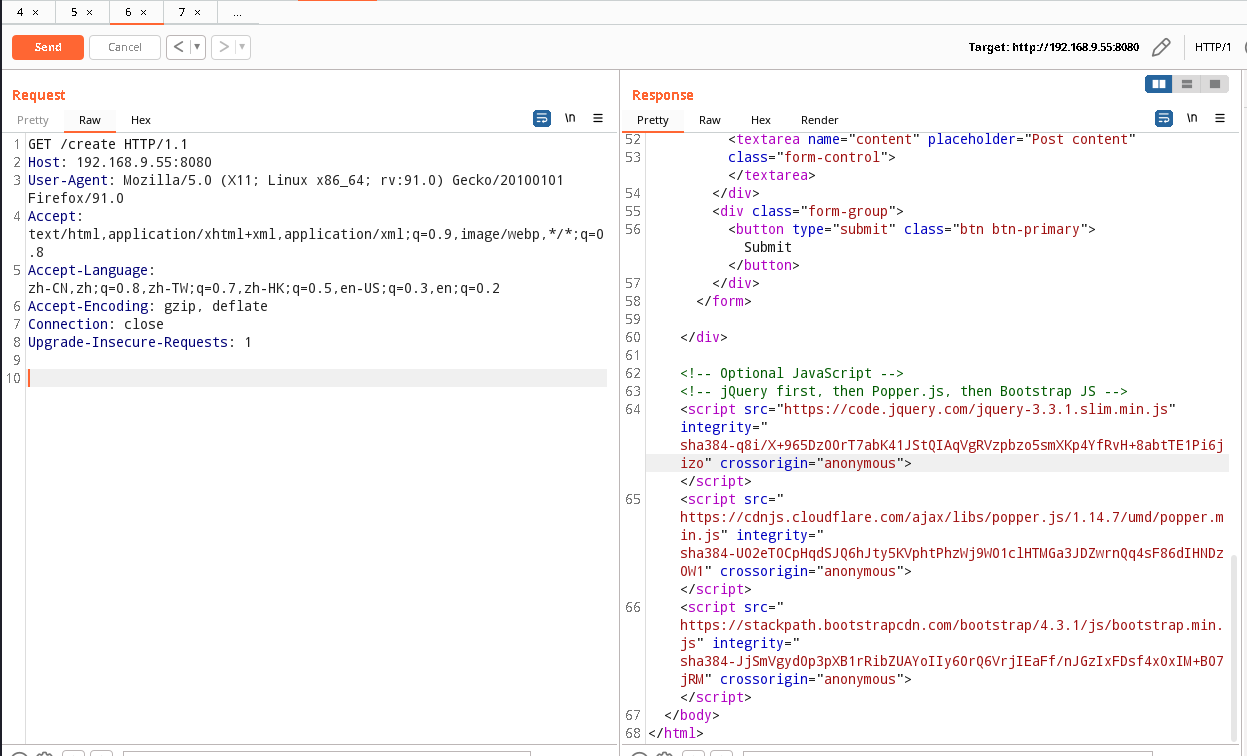 4 × 5 × 6 × 7 × ...
Send Cancel < > Target: http://192.168.9.55:8080 HTTP/1
Request
Pretty Raw Hex \n
1 GET /create HTTP/1.1
2 Host: 192.168.9.55:8080
3 User-Agent: Mozilla/5.0 (X11; Linux x86_64; rv:91.0) Gecko/20100101
Firefox/91.0
4 Accept:
text/html,application/xhtml+xml,application/xml;q=0.9,image/webp,*/*;q=0
.8
5 Accept-Language:
zh-CN,zh;q=0.8,zh-TW;q=0.7,zh-HK;q=0.5,en-US;q=0.3,en;q=0.2
6 Accept-Encoding: gzip, deflate
7 Connection: close
8 Upgrade-Insecure-Requests: 1
9
10
Response
Pretty Raw Hex Render \n
52 <textarea name="content" placeholder="Post content"
53 class="form-control">
</textarea>
54 </div>
55 <div class="form-group">
56 <button type="submit" class="btn btn-primary">
Submit
</button>
57 </div>
58 </form>
59
60 </div>
61
62 <!-- Optional JavaScript -->
63 <!-- jQuery first, then Popper.js, then Bootstrap JS -->
64 <script src="https://code.jquery.com/jquery-3.3.1.slim.min.js"
integrity="
sha384-q8i/X+965DzO0rT7abK41JStQIAqVgRVzpbzo5smXKp4YfRvH+8abtTE1Pi6j
izo" crossorigin="anonymous">
</script>
65 <script src="
https://cdnjs.cloudflare.com/ajax/libs/popper.js/1.14.7/umd/popper.m
in.js" integrity="
sha384-UO2eT0CpHqdSJQ6hJty5KVphtPhzWj9WO1clHTMGa3JDZwrnQq4sF86dIHNDz
0W1" crossorigin="anonymous">
</script>
66 <script src="
https://stackpath.bootstrapcdn.com/bootstrap/4.3.1/js/bootstrap.min.
js" integrity="
sha384-JjSmVgyd0p3pXB1rRibZUAYoIIy6OrQ6VrjIEaFf/nJGzIxFDsf4x0xIM+B07
jRM" crossorigin="anonymous">
</script>
67 </body>
68 </html>